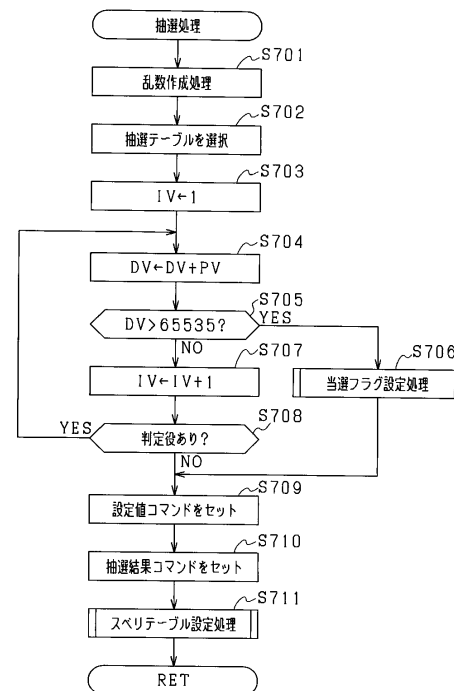 抽選処理
S701
乱数作成処理
S702
抽選テーブルを選択
S703
IV←1
S704
DV←DV+PV
S705
DV>65535?
YES
NO
S706
当選フラグ設定処理
S707
IV←IV+1
S708
YES
判定役あり?
NO
S709
設定値コマンドをセット
S710
抽選結果コマンドをセット
S711
スベリテーブル設定処理
RET